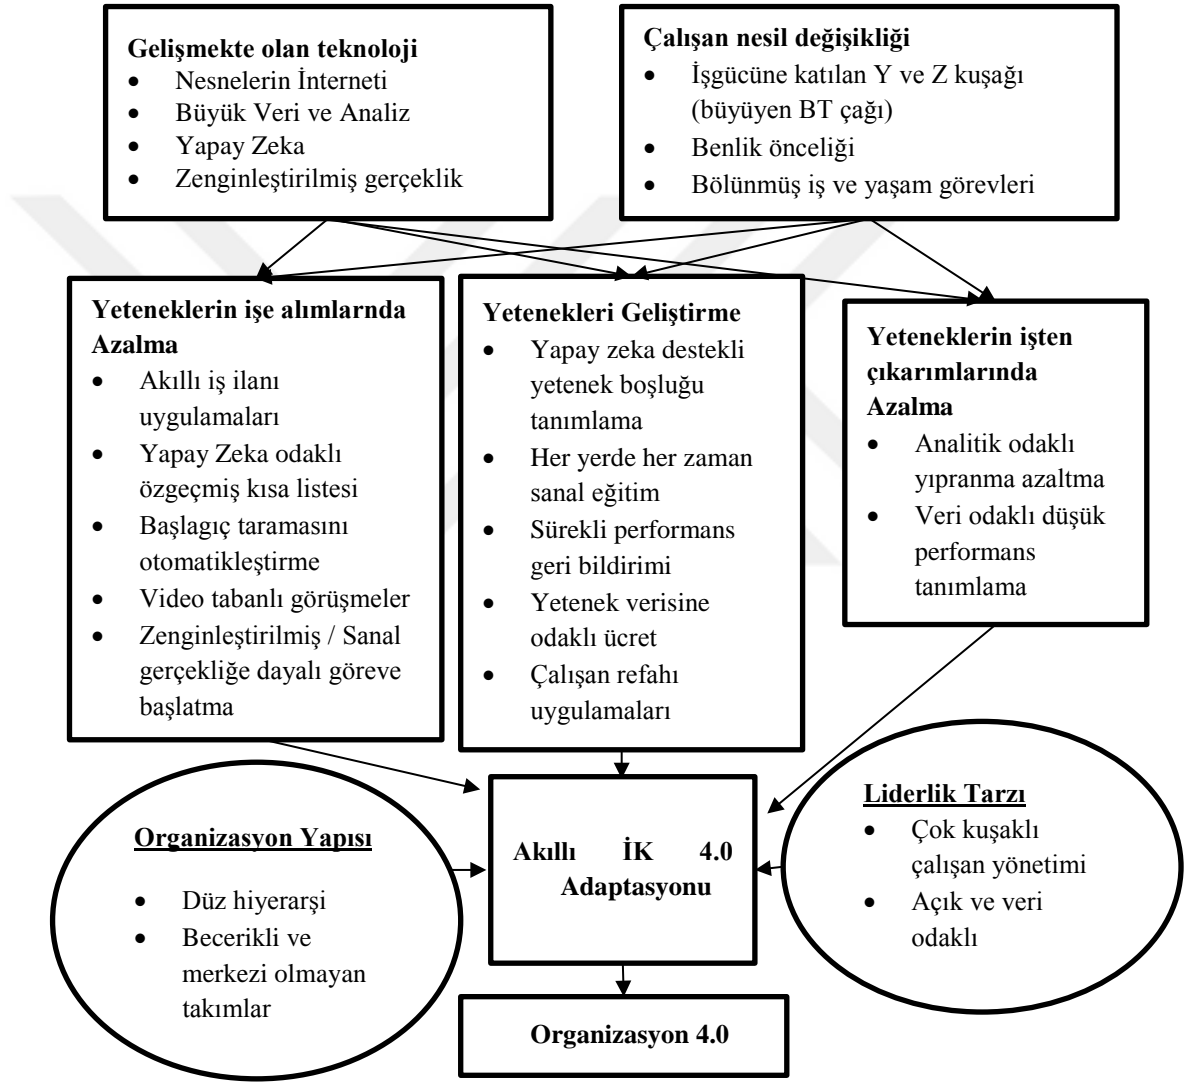 Gelişmekte olan teknoloji
• Nesnelerin İnterneti
• Büyük Veri ve Analiz
• Yapay Zeka
• Zenginleştirilmiş gerçeklik
Çalışan nesil değişikliği
• İşgücüne katılan Y ve Z kuşağı
(büyüyen BT çağı)
• Benlik önceliği
• Bölünmüş iş ve yaşam görevleri
Yeteneklerin işe alımlarnda
Azalma
• Akıllı iş ilanı
uygulamaları
• Yapay Zeka odaklı
özgeçmiş kısa listesi
• Başlagıç taramasını
otomatikleştirme
• Video tabanlı görüşmeler
• Zenginleştirilmiş / Sanal
gerçekliğe dayalı göreve
başlatma
Yetenekleri Geliştirme
• Yapay zeka destekli
yetenek boşluğu
tanımlama
• Her yerde her zaman
sanal eğitim
• Sürekli performans
geri bildirimi
• Yetenek verisine
odaklı ücret
• Çalışan refahı
uygulamaları
Yeteneklerin işten
çıkarımlarında
Azalma
• Analitik odaklı
yıpranma azaltma
• Veri odaklı düşük
performans
tanımlama
Organizasyon Yapısı
• Düz hiyerarşi
• Becerikli ve
merkezi olmayan
takımlar
Akıllı İK 4.0
Adaptasyonu
Liderlik Tarzı
• Çok kuşaklı
çalışan yönetimi
• Açık ve veri
odaklı
Organizasyon 4.0